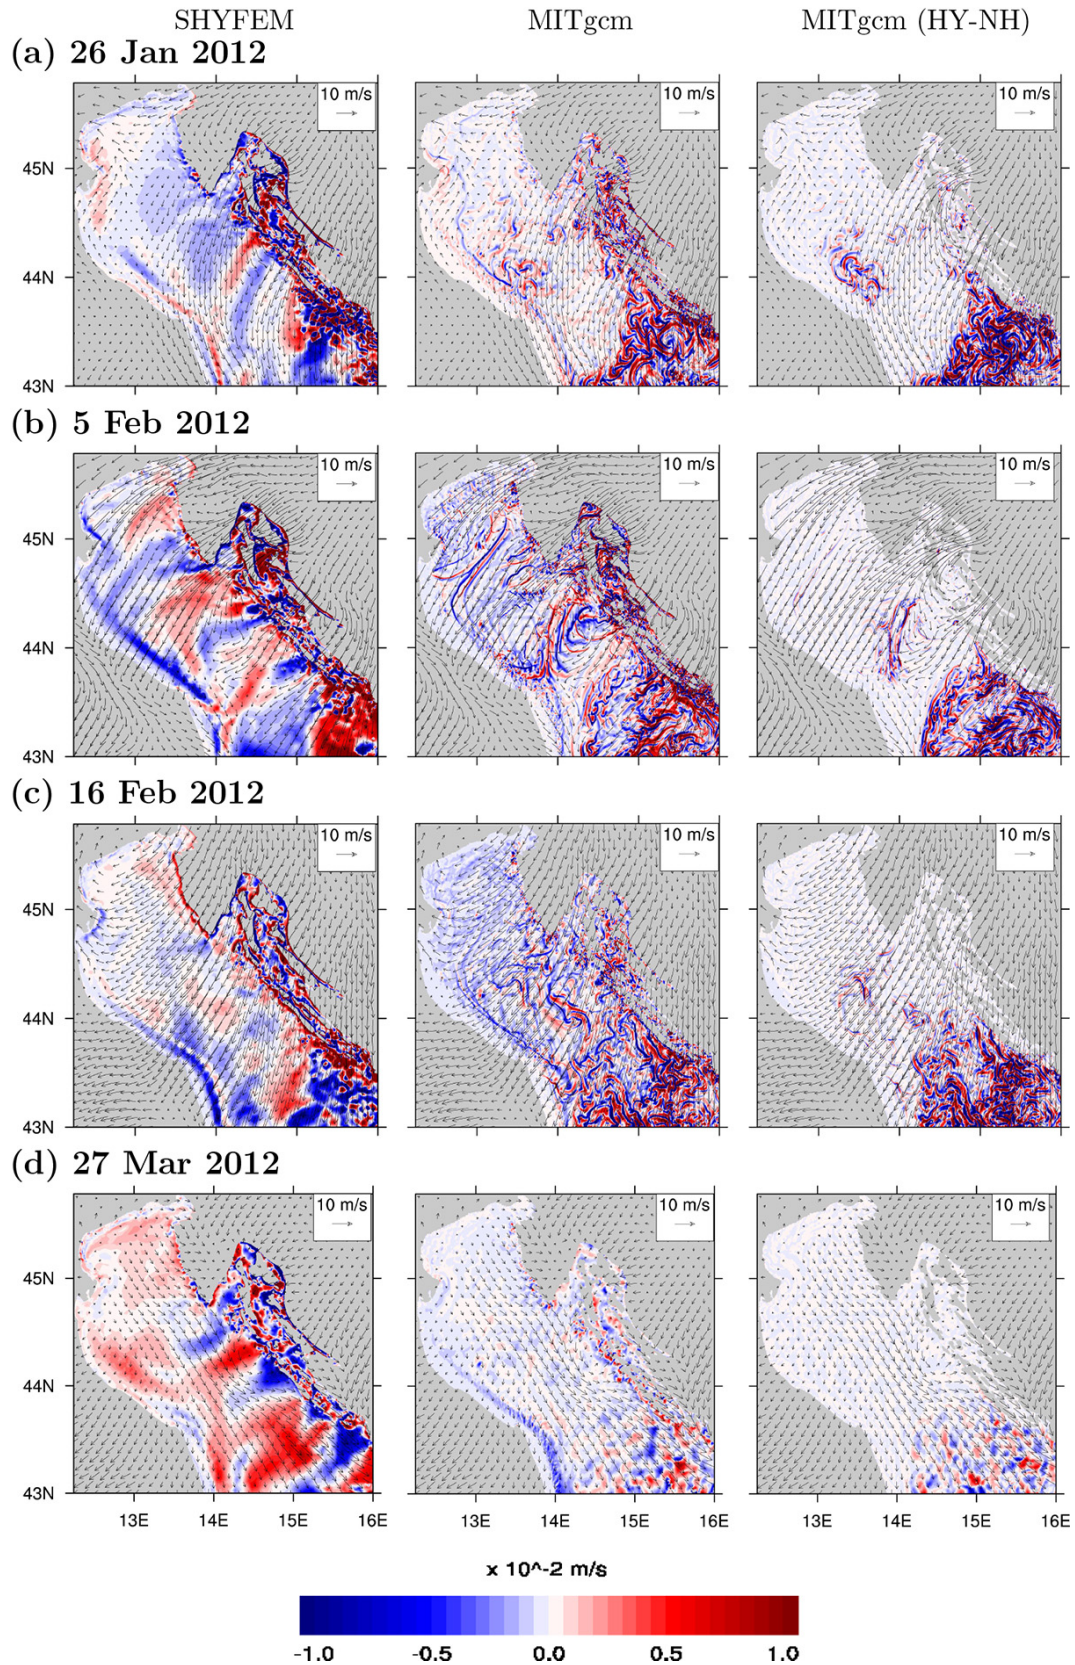 SHYFEM MITgcm MITgcm (HY-NH)
(a) 26 Jan 2012
10 m/s 10 m/s 10 m/s
45N
44N
43N
(b) 5 Feb 2012
10 m/s 10 m/s 10 m/s
45N
44N
43N
(c) 16 Feb 2012
10 m/s 10 m/s 10 m/s
45N
44N
43N
(d) 27 Mar 2012
10 m/s 10 m/s 10 m/s
45N
44N
43N
13E 14E 15E 16E 13E 14E 15E 16E 13E 14E 15E 16E
x 10^-2 m/s
-1.0 -0.5 0.0 0.5 1.0